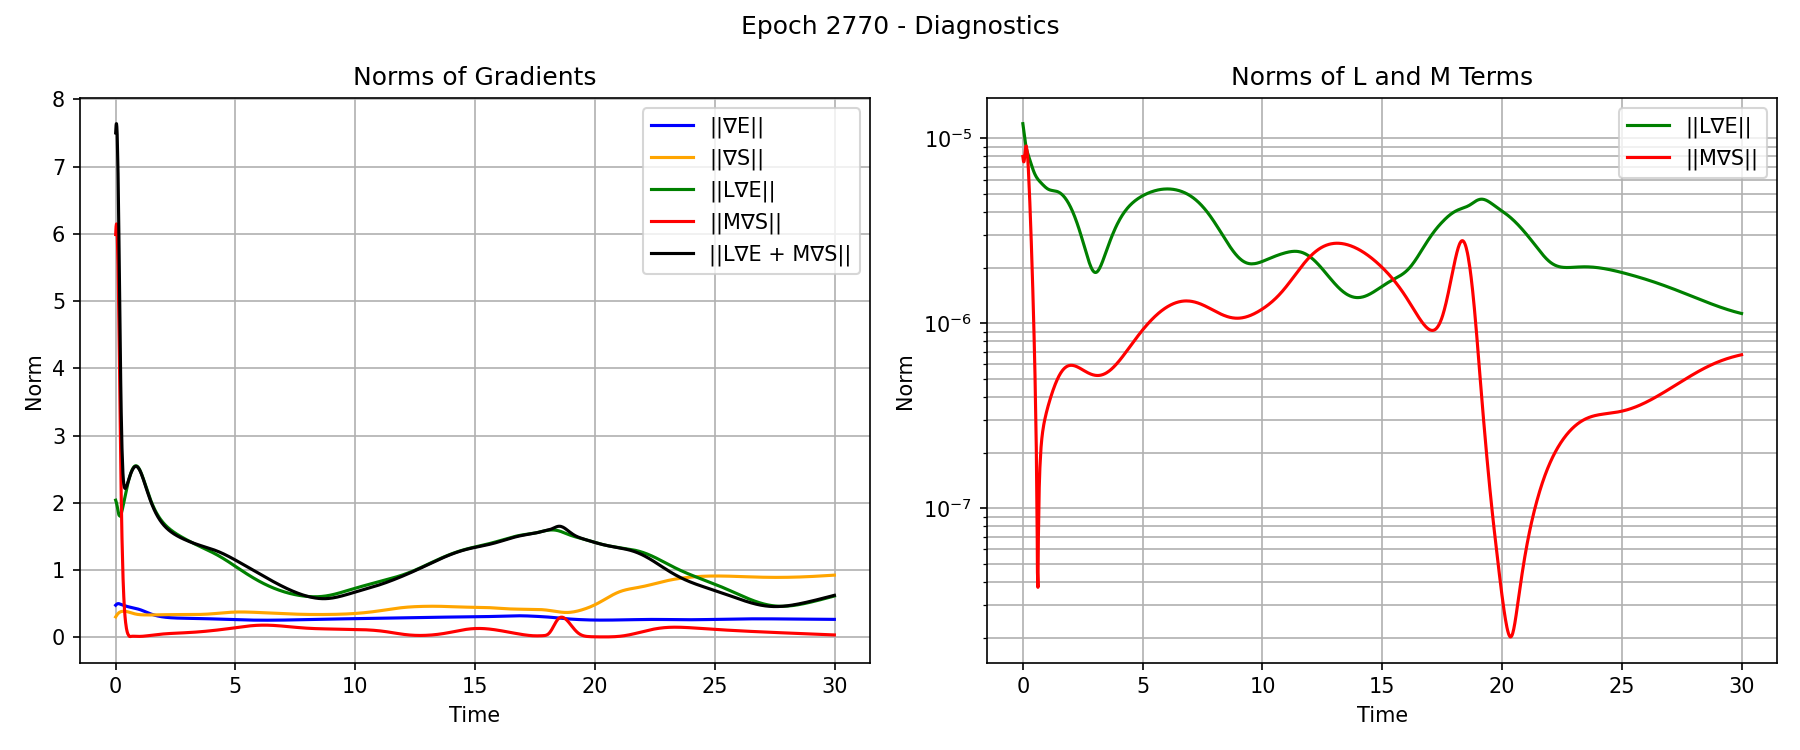 Epoch 2770 - Diagnostics
Norms of Gradients
8
7
6
5
4
3
2
1
0
Norm
||∇E||
||∇S||
||L∇E||
||M∇S||
||L∇E + M∇S||
0 5 10 15 20 25 30
Time
Norms of L and M Terms
10⁻⁵
10⁻⁶
10⁻⁷
Norm
||L∇E||
||M∇S||
0 5 10 15 20 25 30
Time